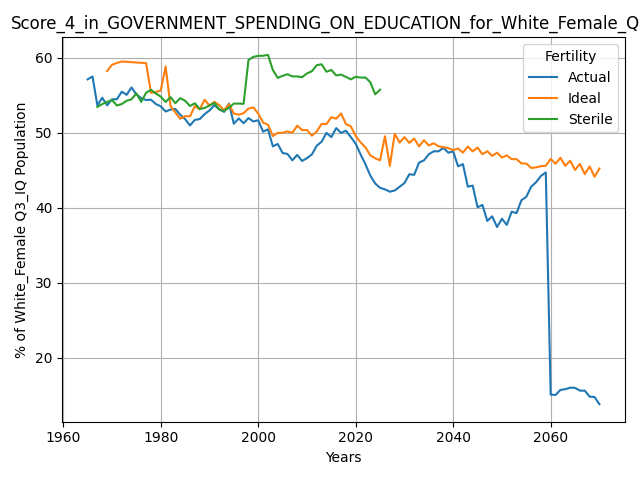 Score_4_in_GOVERNMENT_SPENDING_ON_EDUCATION_for_White_Female_Q
Fertility
Actual
Ideal
Sterile
% of White_Female Q3_IQ Population
60
50
40
30
20
1960 1980 2000 2020 2040 2060
Years